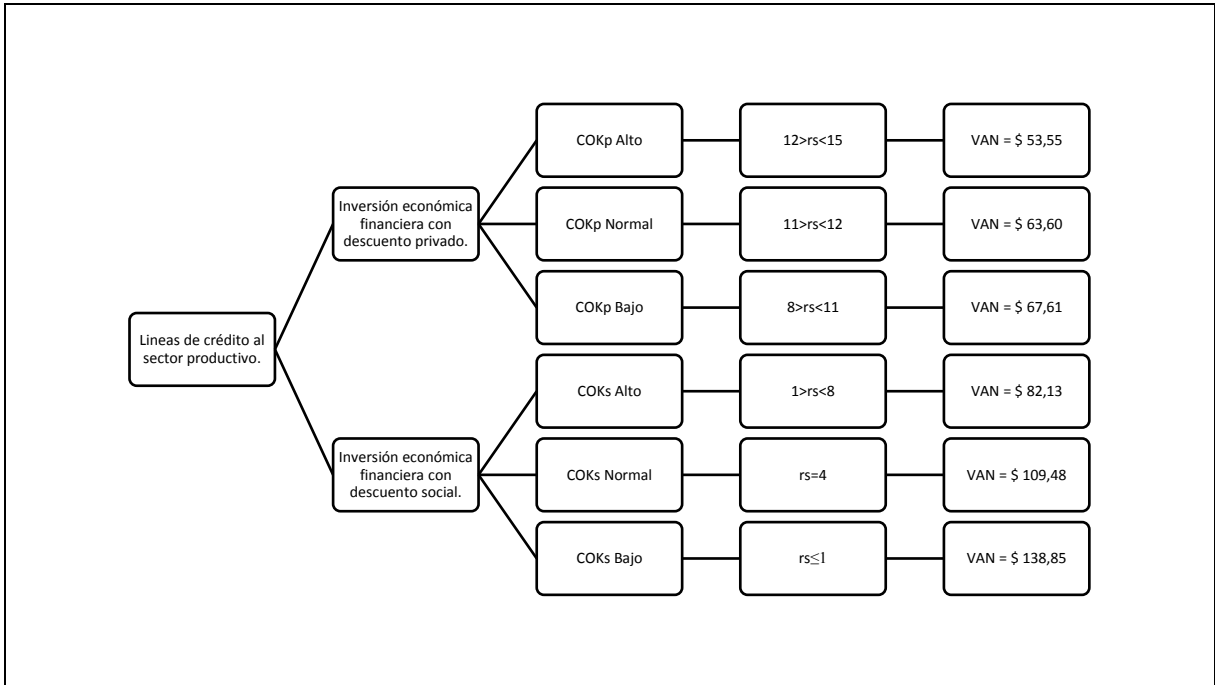 Lineas de crédito al
sector productivo.
Inversión económica
financiera con
descuento privado.
COKp Alto
12>rs<15
VAN = $ 53,55
COKp Normal
11>rs<12
VAN = $ 63,60
COKp Bajo
8>rs<11
VAN = $ 67,61
Inversión económica
financiera con
descuento social.
COKs Alto
1>rs<8
VAN = $ 82,13
COKs Normal
rs=4
VAN = $ 109,48
COKs Bajo
rs≤1
VAN = $ 138,85